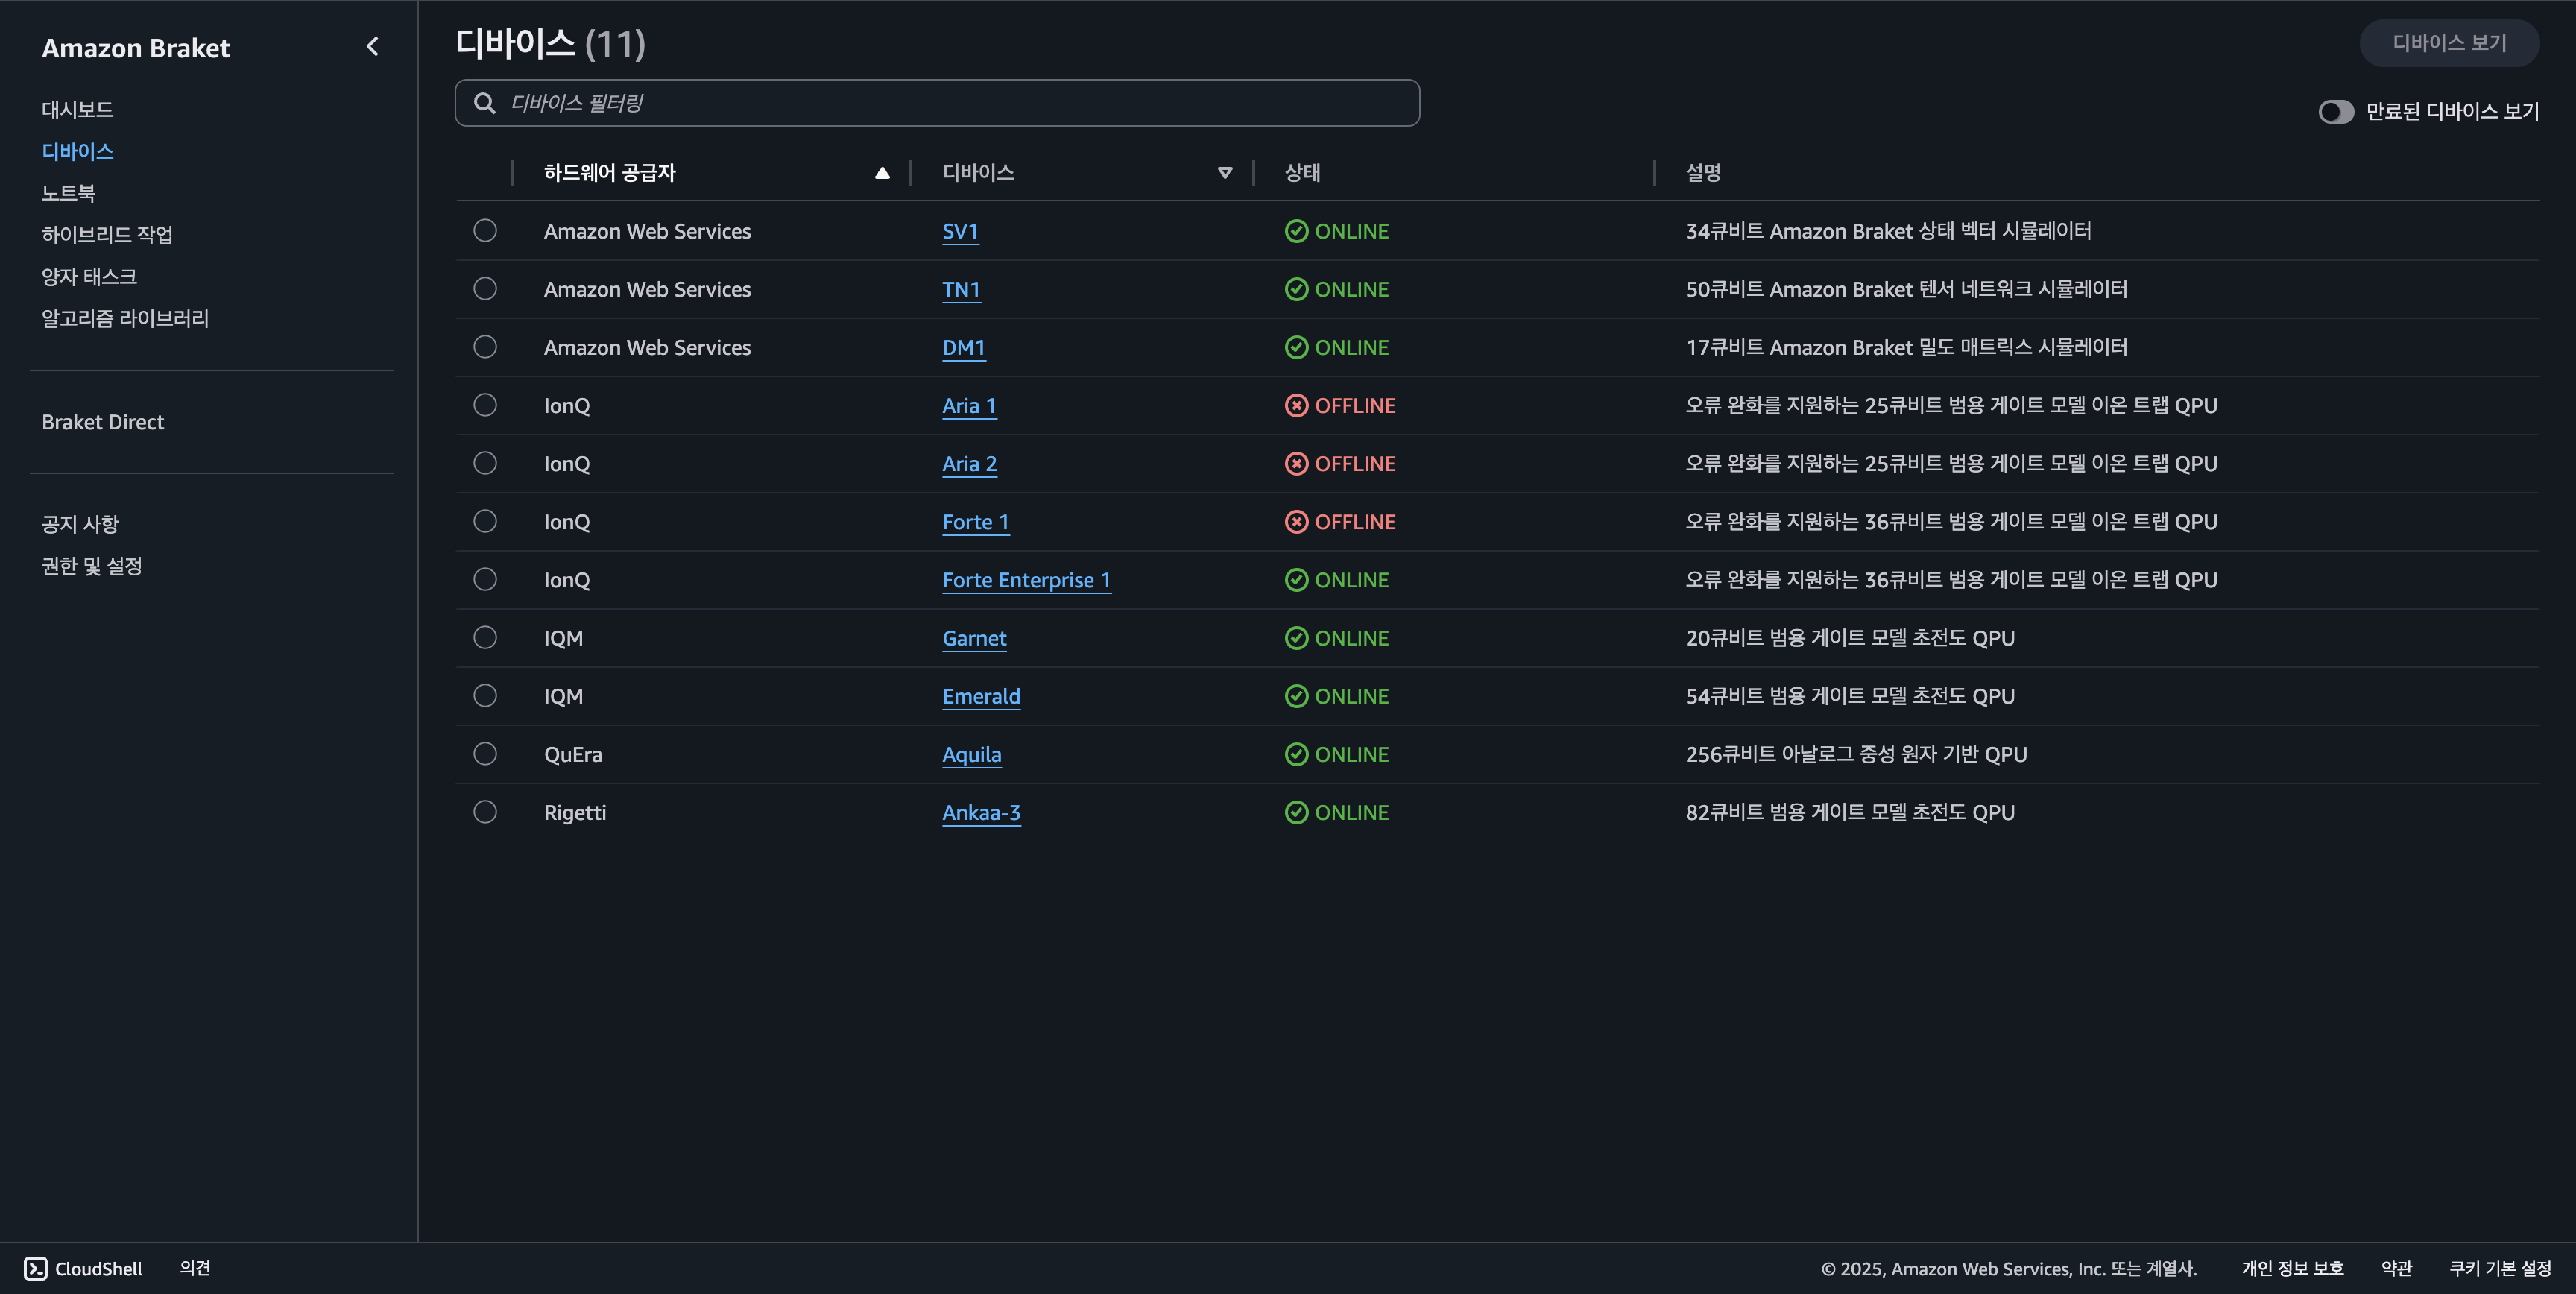 Amazon Braket
대시보드
디바이스
노트북
하이브리드 작업
양자 태스크
알고리즘 라이브러리
Braket Direct
공지 사항
권한 및 설정
디바이스 (11)
디바이스 보기
디바이스 필터링
만료된 디바이스 보기
하드웨어 공급자 디바이스 상태 설명
Amazon Web Services SV1 ONLINE 34큐비트 Amazon Braket 상태 벡터 시뮬레이터
Amazon Web Services TN1 ONLINE 50큐비트 Amazon Braket 텐서 네트워크 시뮬레이터
Amazon Web Services DM1 ONLINE 17큐비트 Amazon Braket 밀도 매트릭스 시뮬레이터
IonQ Aria 1 OFFLINE 오류 완화를 지원하는 25큐비트 범용 게이트 모델 이온 트랩 QPU
IonQ Aria 2 OFFLINE 오류 완화를 지원하는 25큐비트 범용 게이트 모델 이온 트랩 QPU
IonQ Forte 1 OFFLINE 오류 완화를 지원하는 36큐비트 범용 게이트 모델 이온 트랩 QPU
IonQ Forte Enterprise 1 ONLINE 오류 완화를 지원하는 36큐비트 범용 게이트 모델 이온 트랩 QPU
IQM Garnet ONLINE 20큐비트 범용 게이트 모델 초전도 QPU
IQM Emerald ONLINE 54큐비트 범용 게이트 모델 초전도 QPU
QuEra Aquila ONLINE 256큐비트 아날로그 중성 원자 기반 QPU
Rigetti Ankaa-3 ONLINE 82큐비트 범용 게이트 모델 초전도 QPU
CloudShell 의견 © 2025, Amazon Web Services, Inc. 또는 계열사. 개인 정보 보호 약관 쿠키 기본 설정